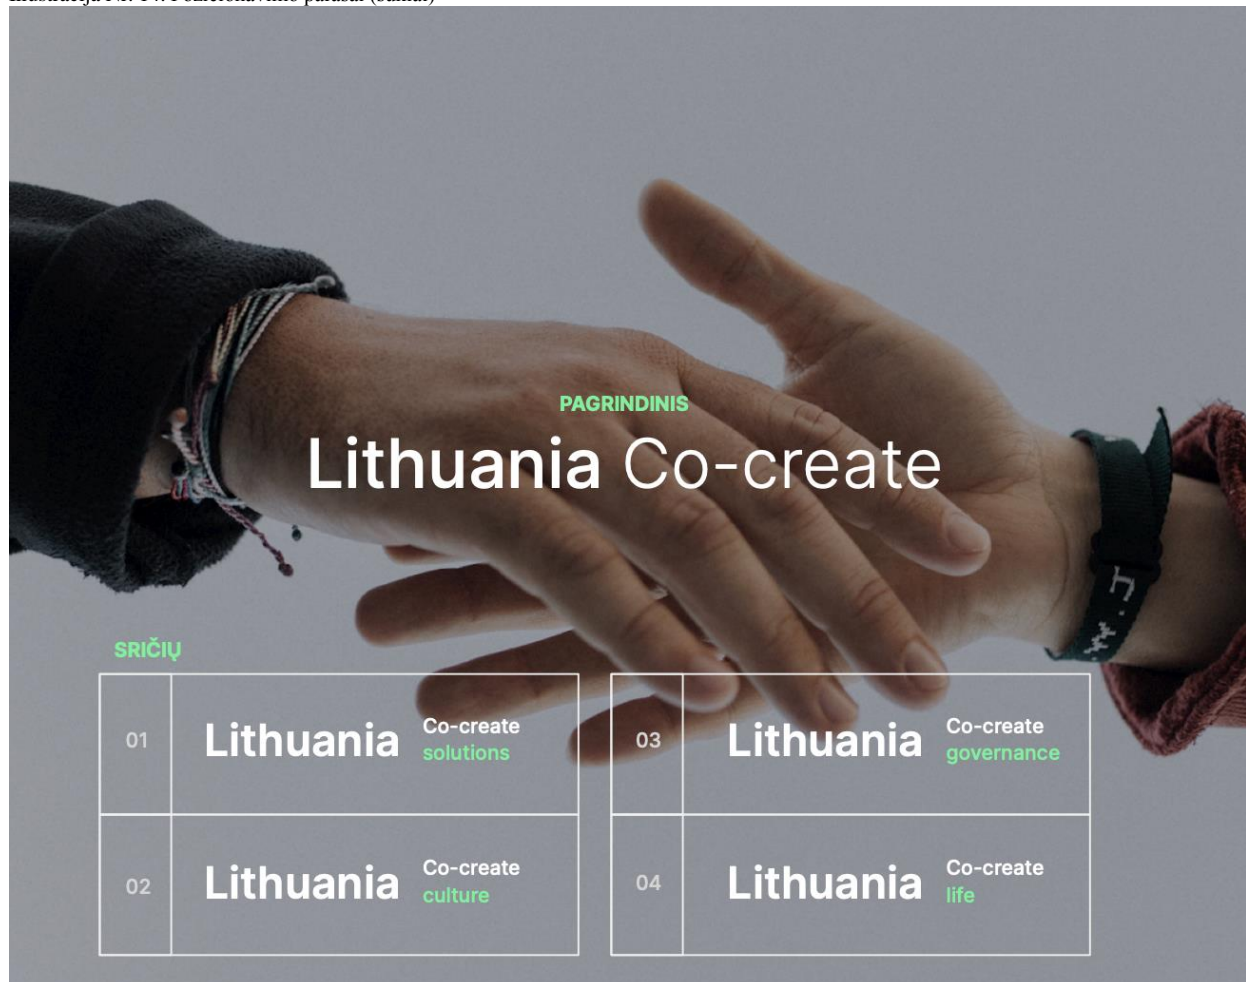 PAGRINDINIS
Lithuania Co-create
SRIČIŲ
01
Lithuania
Co-create
solutions
03
Lithuania
Co-create
governance
02
Lithuania
Co-create
culture
04
Lithuania
Co-create
life